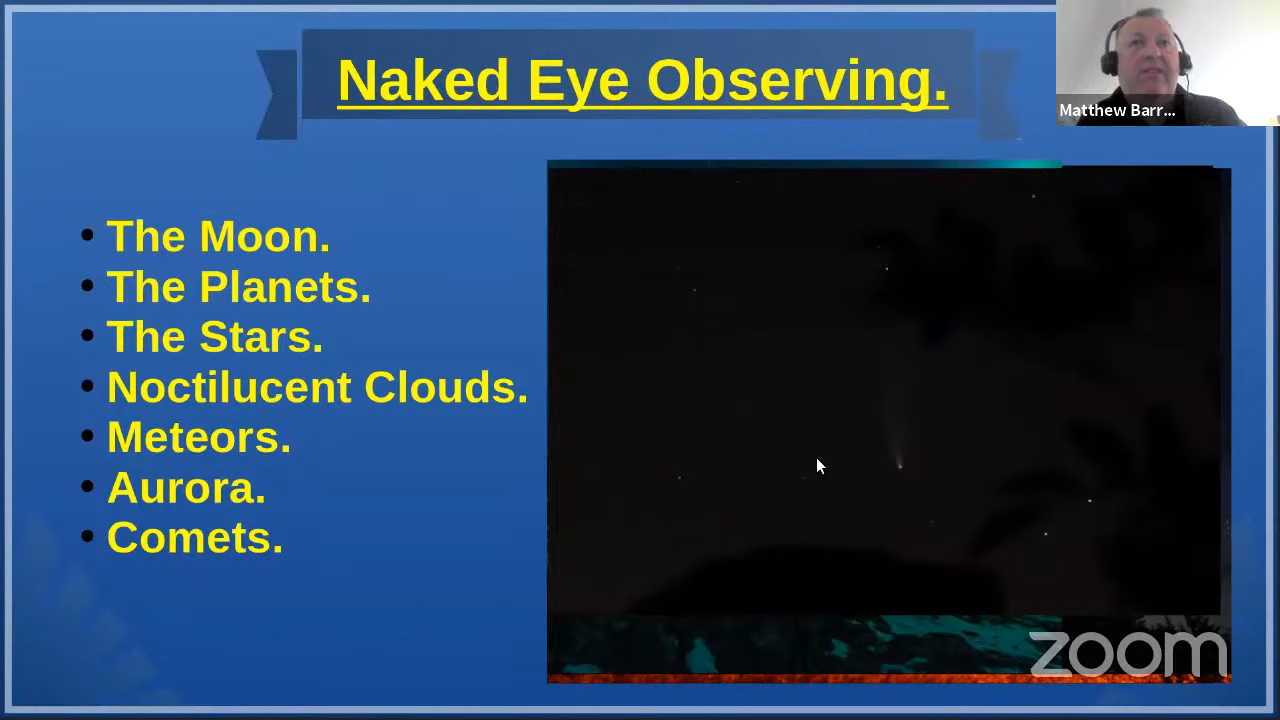 Naked Eye Observing.
Matthew Barr...
The Moon.
The Planets.
The Stars.
Noctilucent Clouds.
Meteors.
Aurora.
Comets.
zoom